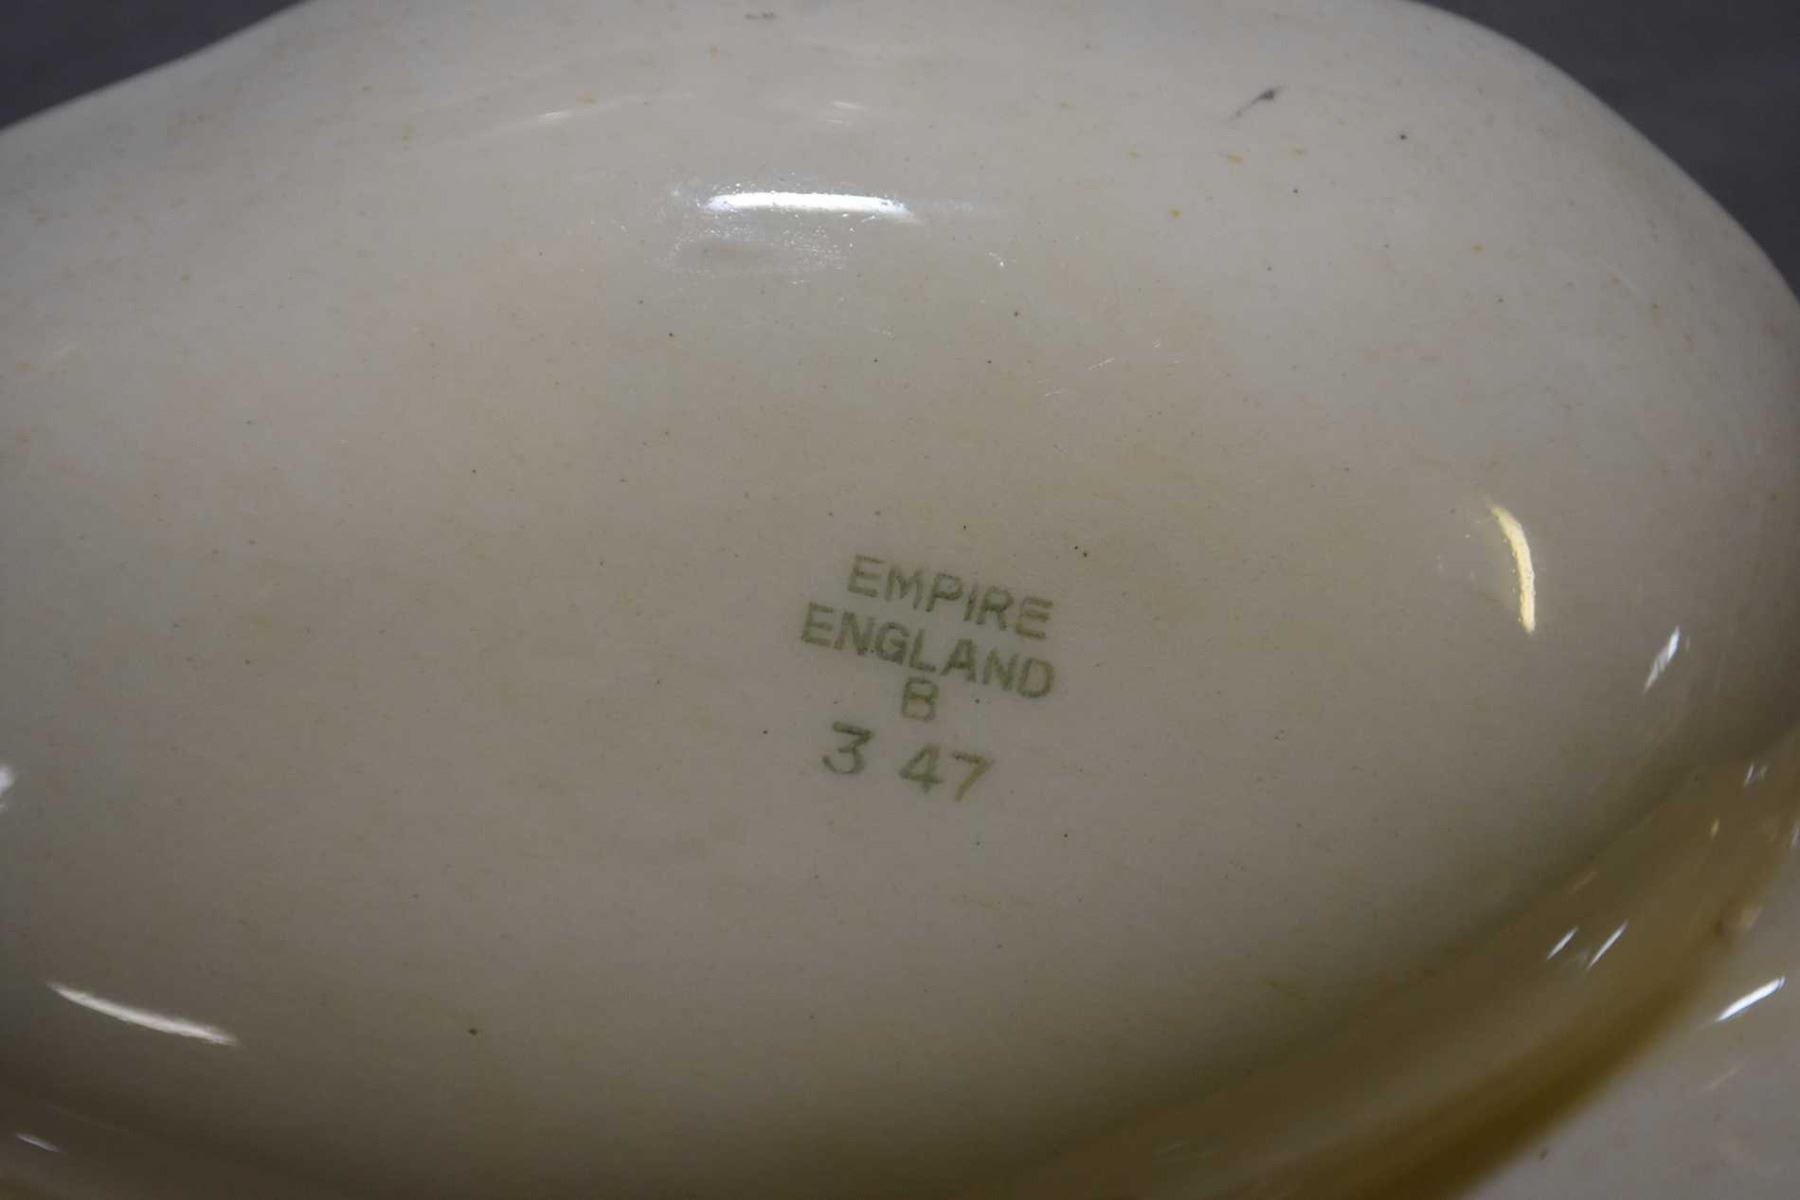 EMPIRE
ENGLAND
B
3 47